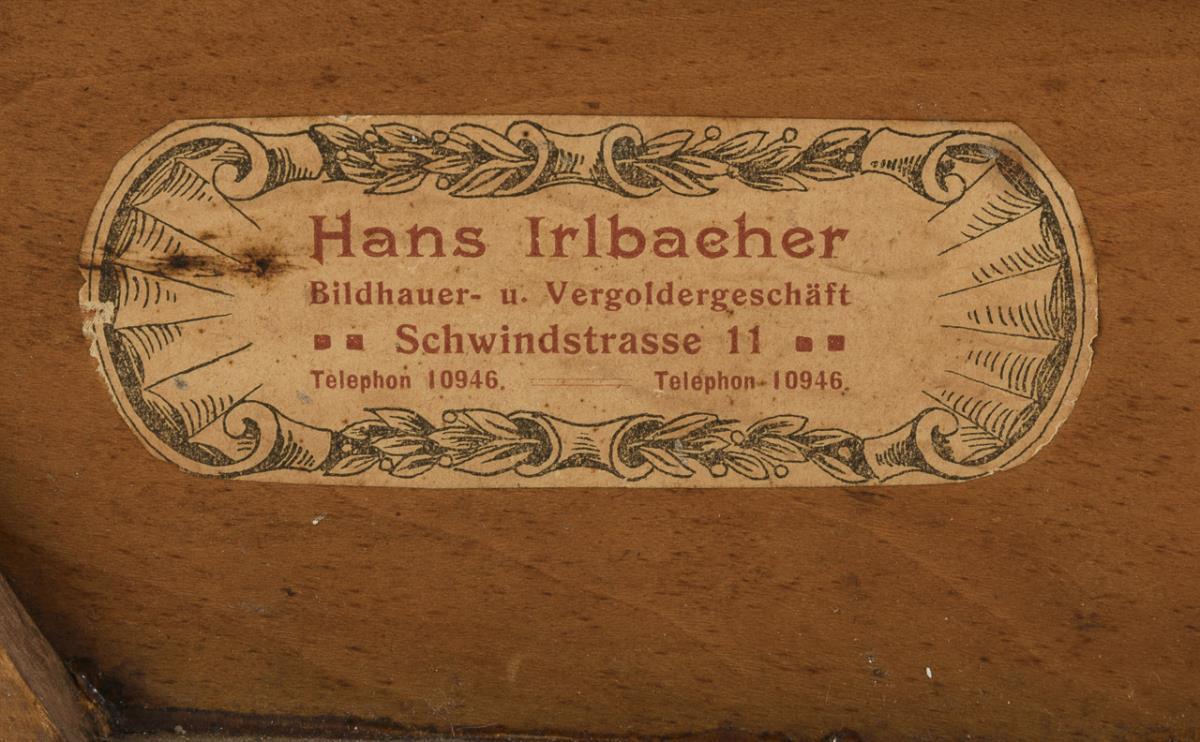 Hans Irlbacher
Bildhauer- u. Vergoldergeschäft
Schwindstrasse 11
Telephon 10946. Telephon 10946.